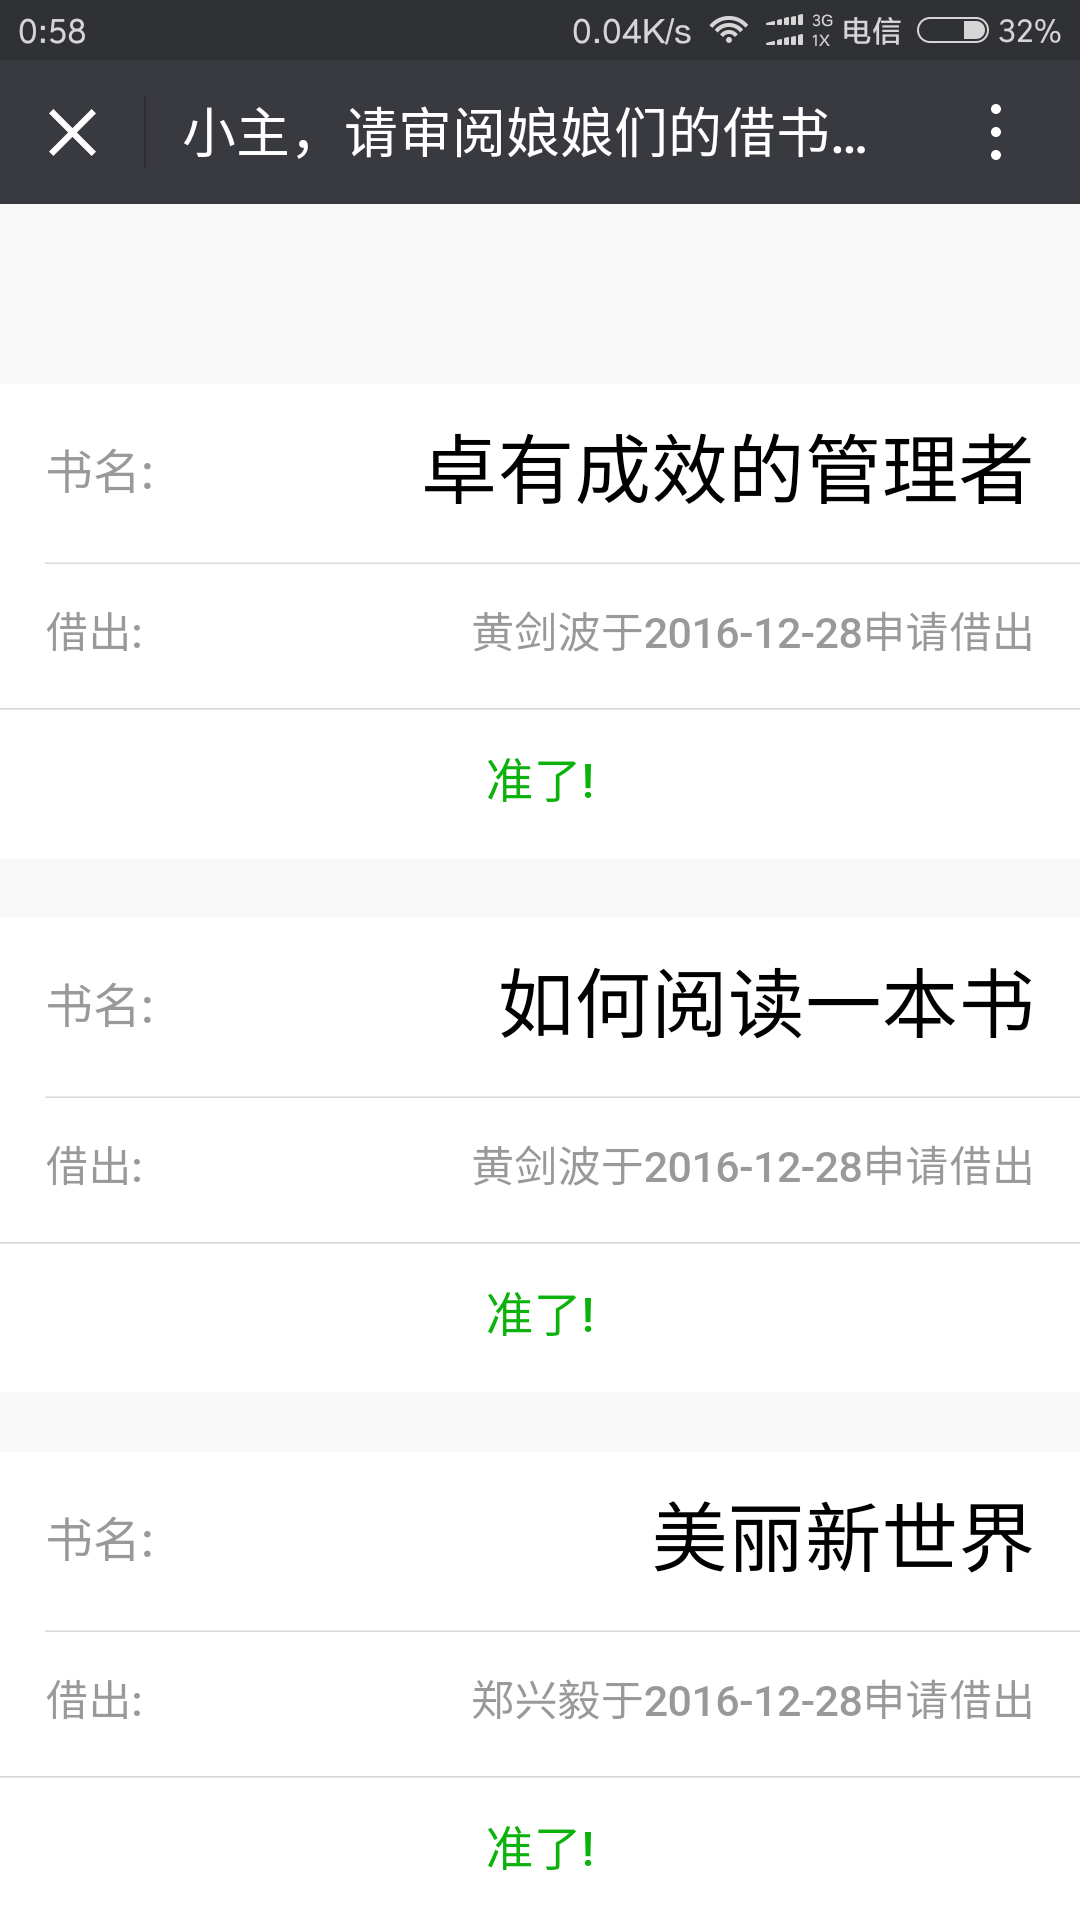 0:58 0.04K/s 3G 1X 电信 32%
小主，请审阅娘娘们的借书...
书名: 卓有成效的管理者
借出: 黄剑波于2016-12-28申请借出
准了!
书名: 如何阅读一本书
借出: 黄剑波于2016-12-28申请借出
准了!
书名: 美丽新世界
借出: 郑兴毅于2016-12-28申请借出
准了!